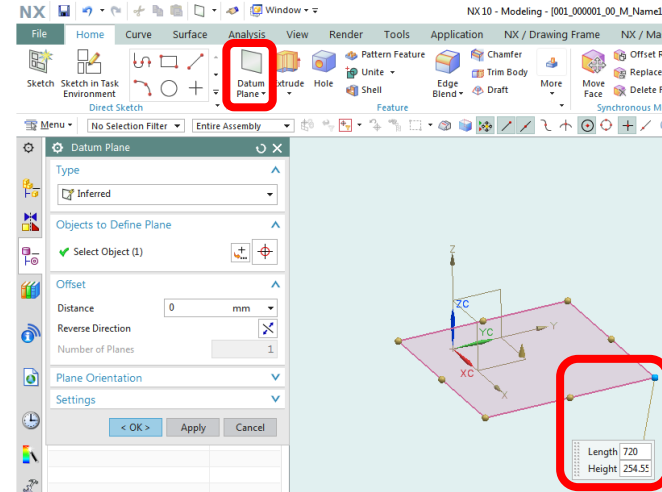 NX Window NX 10 - Modeling - [001_000001_00_M_Name1
File Home Curve Surface Analysis View Render Tools Application NX / Drawing Frame NX / Ma
Sketch Sketch in Task Environment Datum Plane Extrude Hole Pattern Feature Unite Shell Edge Blend Chamfer Trim Body Draft More Move Face Offset R Replace Delete F
Direct Sketch Feature Synchronous M
Menu No Selection Filter Entire Assembly
Datum Plane
Type
Inferred
Objects to Define Plane
Select Object (1)
Offset
Distance 0 mm
Reverse Direction
Number of Planes 1
Plane Orientation
Settings
< OK > Apply Cancel
Z
ZC
YC Y
XC
X
Length 720
Height 254.55